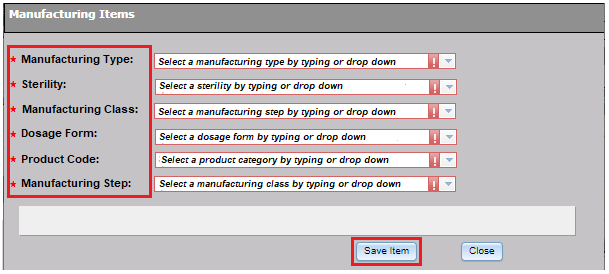 Manufacturing Items
* Manufacturing Type: Select a manufacturing type by typing or drop down !
* Sterility: Select a sterility by typing or drop down !
* Manufacturing Class: Select a manufacturing step by typing or drop down !
* Dosage Form: Select a dosage form by typing or drop down !
* Product Code: Select a product category by typing or drop down !
* Manufacturing Step: Select a manufacturing class by typing or drop down !
Save Item Close